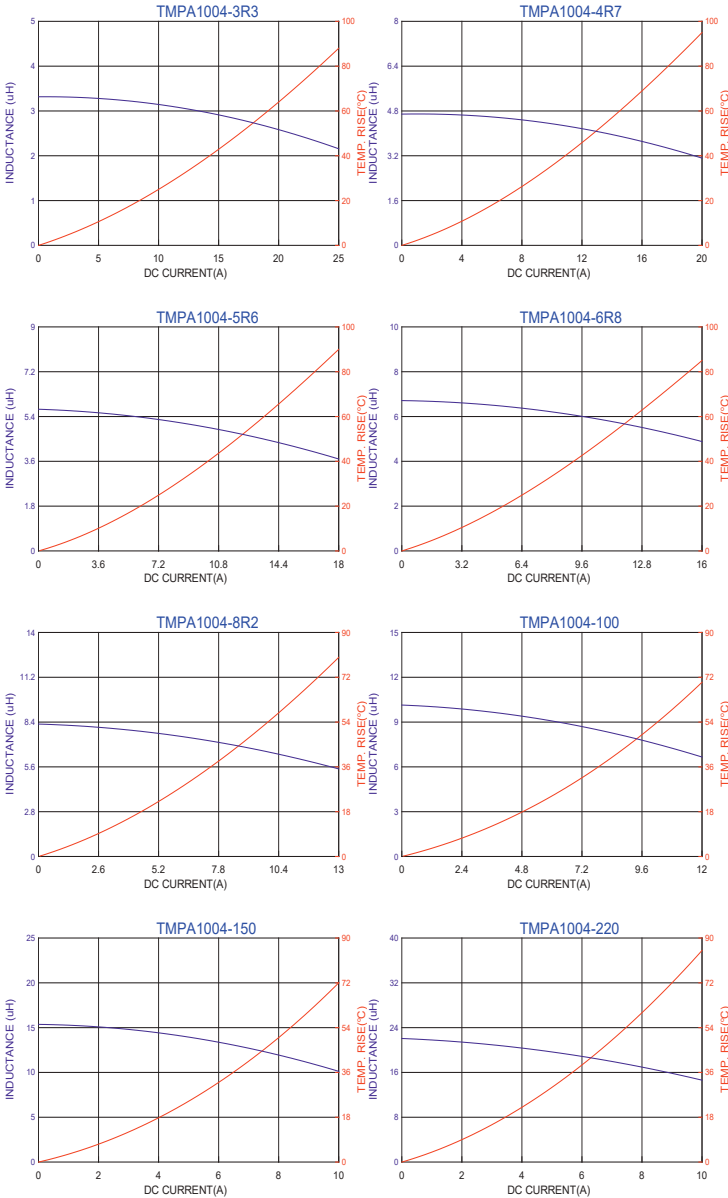 TMPA1004-3R3
5
4
3
2
1
0
INDUCTANCE (uH)
100
80
60
40
20
0
TEMP. RISE(°C)
0 5 10 15 20 25
DC CURRENT(A)
TMPA1004-4R7
8
6.4
4.8
3.2
1.6
0
INDUCTANCE (uH)
100
80
60
40
20
0
TEMP. RISE(°C)
0 4 8 12 16 20
DC CURRENT(A)
TMPA1004-5R6
9
7.2
5.4
3.6
1.8
0
INDUCTANCE (uH)
100
80
60
40
20
0
TEMP. RISE(°C)
0 3.6 7.2 10.8 14.4 18
DC CURRENT(A)
TMPA1004-6R8
10
8
6
4
2
0
INDUCTANCE (uH)
100
80
60
40
20
0
TEMP. RISE(°C)
0 3.2 6.4 9.6 12.8 16
DC CURRENT(A)
TMPA1004-8R2
14
11.2
8.4
5.6
2.8
0
INDUCTANCE (uH)
90
72
54
36
18
0
TEMP. RISE(°C)
0 2.6 5.2 7.8 10.4 13
DC CURRENT(A)
TMPA1004-100
15
12
9
6
3
0
INDUCTANCE (uH)
90
72
54
36
18
0
TEMP. RISE(°C)
0 2.4 4.8 7.2 9.6 12
DC CURRENT(A)
TMPA1004-150
25
20
15
10
5
0
INDUCTANCE (uH)
90
72
54
36
18
0
TEMP. RISE(°C)
0 2 4 6 8 10
DC CURRENT(A)
TMPA1004-220
40
32
24
16
8
0
INDUCTANCE (uH)
90
72
54
36
18
0
TEMP. RISE(°C)
0 2 4 6 8 10
DC CURRENT(A)